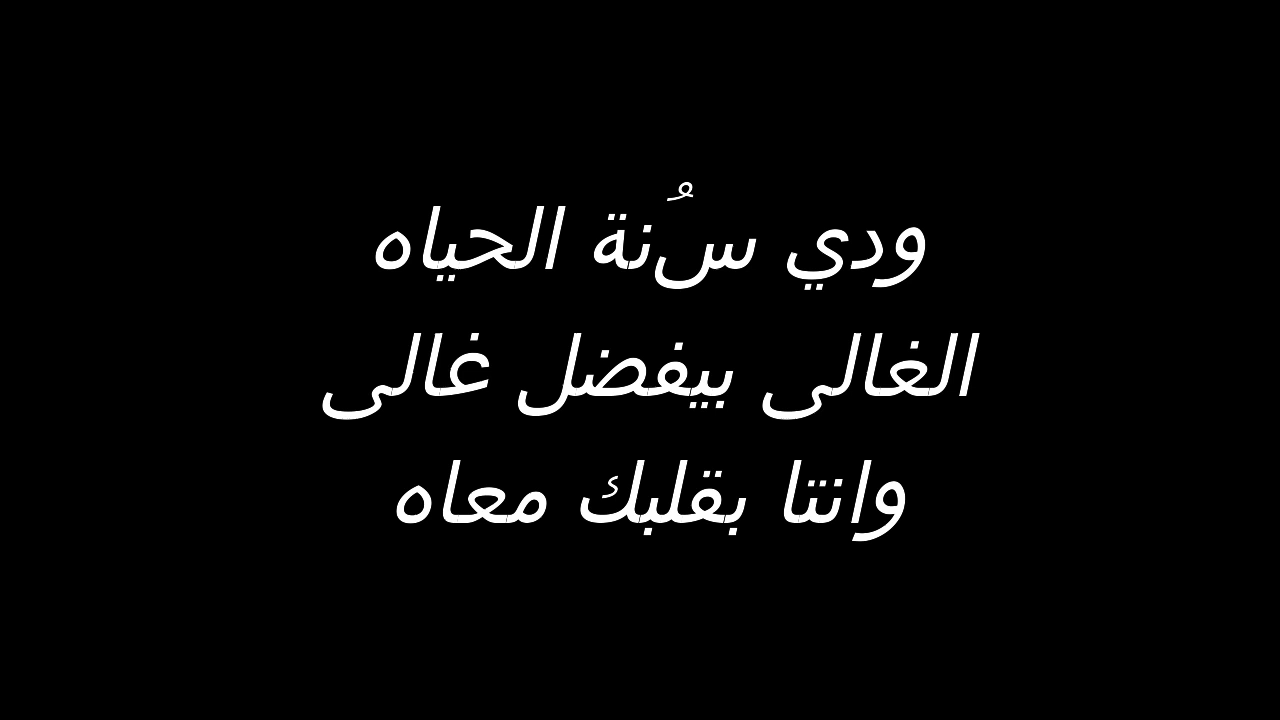 ودي سُنة الحياه
الغالى بيفضل غالى
وانتا بقلبك معاه